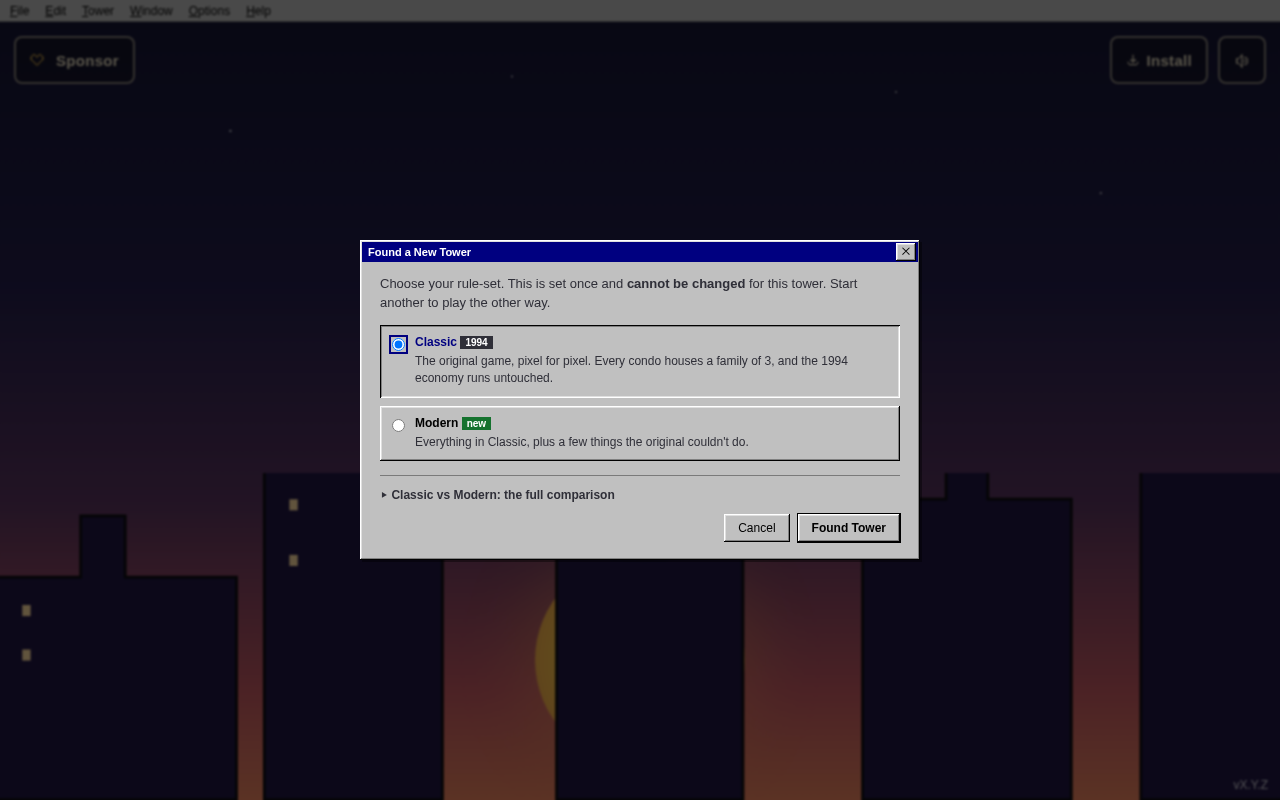 File Edit Tower Window Options Help
Sponsor
Install
Found a New Tower
Choose your rule-set. This is set once and cannot be changed for this tower. Start
another to play the other way.
Classic 1994
The original game, pixel for pixel. Every condo houses a family of 3, and the 1994
economy runs untouched.
Modern new
Everything in Classic, plus a few things the original couldn't do.
Classic vs Modern: the full comparison
Cancel Found Tower
vX.Y.Z